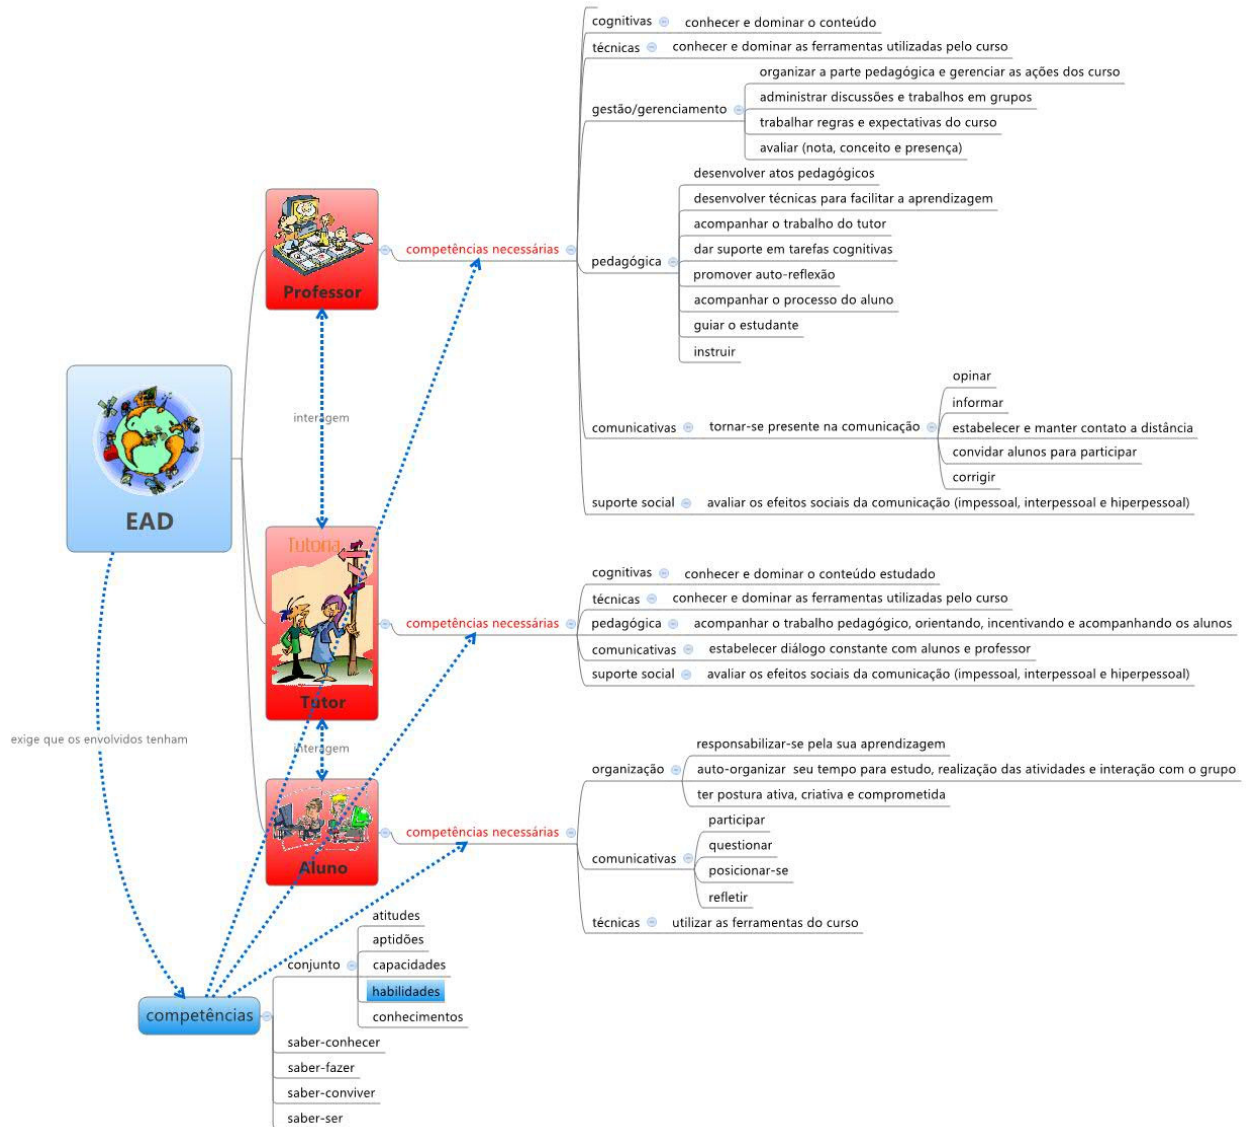 EAD
exige que os envolvidos tenham
Professor
competências necessárias
cognitivas
conhecer e dominar o conteúdo
técnicas
conhecer e dominar as ferramentas utilizadas pelo curso
gestão/gerenciamento
organizar a parte pedagógica e gerenciar as ações dos curso
administrar discussões e trabalhos em grupos
trabalhar regras e expectativas do curso
avaliar (nota, conceito e presença)
pedagógica
desenvolver atos pedagógicos
desenvolver técnicas para facilitar a aprendizagem
acompanhar o trabalho do tutor
dar suporte em tarefas cognitivas
promover auto-reflexão
acompanhar o processo do aluno
guiar o estudante
instruir
comunicativas
tornar-se presente na comunicação
opinar
informar
estabelecer e manter contato a distância
convidar alunos para participar
corrigir
suporte social
avaliar os efeitos sociais da comunicação (impessoal, interpessoal e hiperpessoal)
interagem
Tutoria
Tutor
competências necessárias
cognitivas
conhecer e dominar o conteúdo estudado
técnicas
conhecer e dominar as ferramentas utilizadas pelo curso
pedagógica
acompanhar o trabalho pedagógico, orientando, incentivando e acompanhando os alunos
comunicativas
estabelecer diálogo constante com alunos e professor
suporte social
avaliar os efeitos sociais da comunicação (impessoal, interpessoal e hiperpessoal)
Interagem
Aluno
competências necessárias
organização
responsabilizar-se pela sua aprendizagem
auto-organizar seu tempo para estudo, realização das atividades e interação com o grupo
ter postura ativa, criativa e comprometida
comunicativas
participar
questionar
posicionar-se
refletir
técnicas
utilizar as ferramentas do curso
competências
conjunto
atitudes
aptidões
capacidades
habilidades
conhecimentos
saber-conhecer
saber-fazer
saber-conviver
saber-ser